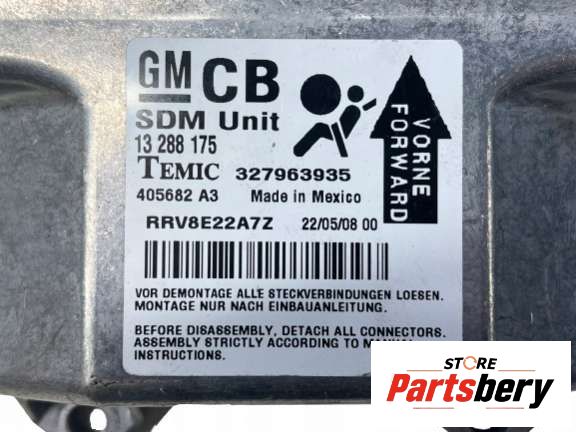 GM CB
SDM Unit
13 288 175
TEMIC 327963935
405682 A3 Made in Mexico
RRV8E22A7Z 22/05/08 00
VORNE
FORWARD
VOR DEMONTAGE ALLE STECKVERBINDUNGEN LOESEN.
MONTAGE NUR NACH EINBAUANLEITUNG.
BEFORE DISASSEMBLY, DETACH ALL CONNECTORS.
ASSEMBLY STRICTLY ACCORDING TO MANUAL
INSTRUCTIONS.
STORE
Partsbery